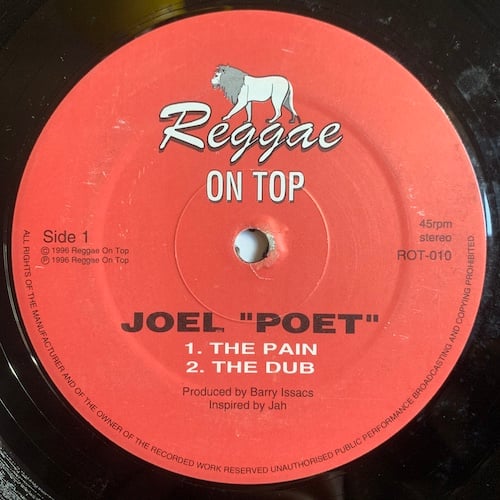 Reggae
ON TOP
Side 1
© 1996 Reggae On Top
℗ 1996 Reggae On Top
45rpm
stereo
ROT-010
JOEL "POET"
1. THE PAIN
2. THE DUB
Produced by Barry Issacs
Inspired by Jah
ALL RIGHTS OF THE MANUFACTURER AND OF THE OWNER OF THE RECORDED WORK RESERVED UNAUTHORISED PUBLIC PERFORMANCE BROADCASTING AND COPYING PROHIBITED